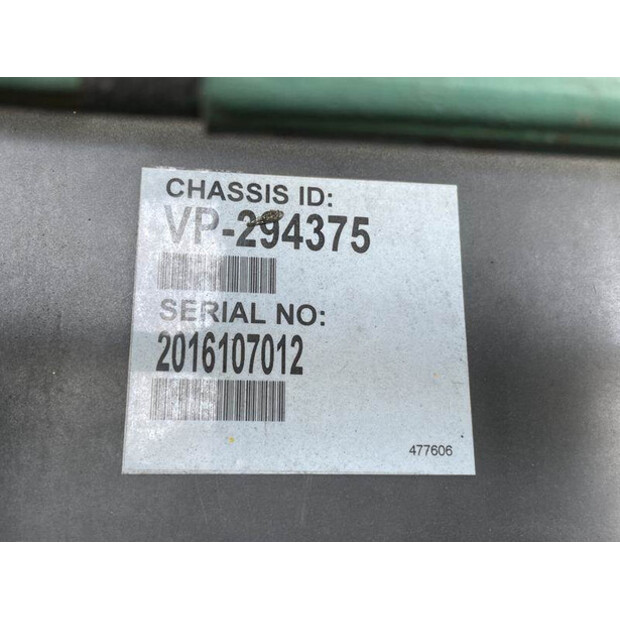 CHASSIS ID:
VP-294375
SERIAL NO:
2016107012
477606